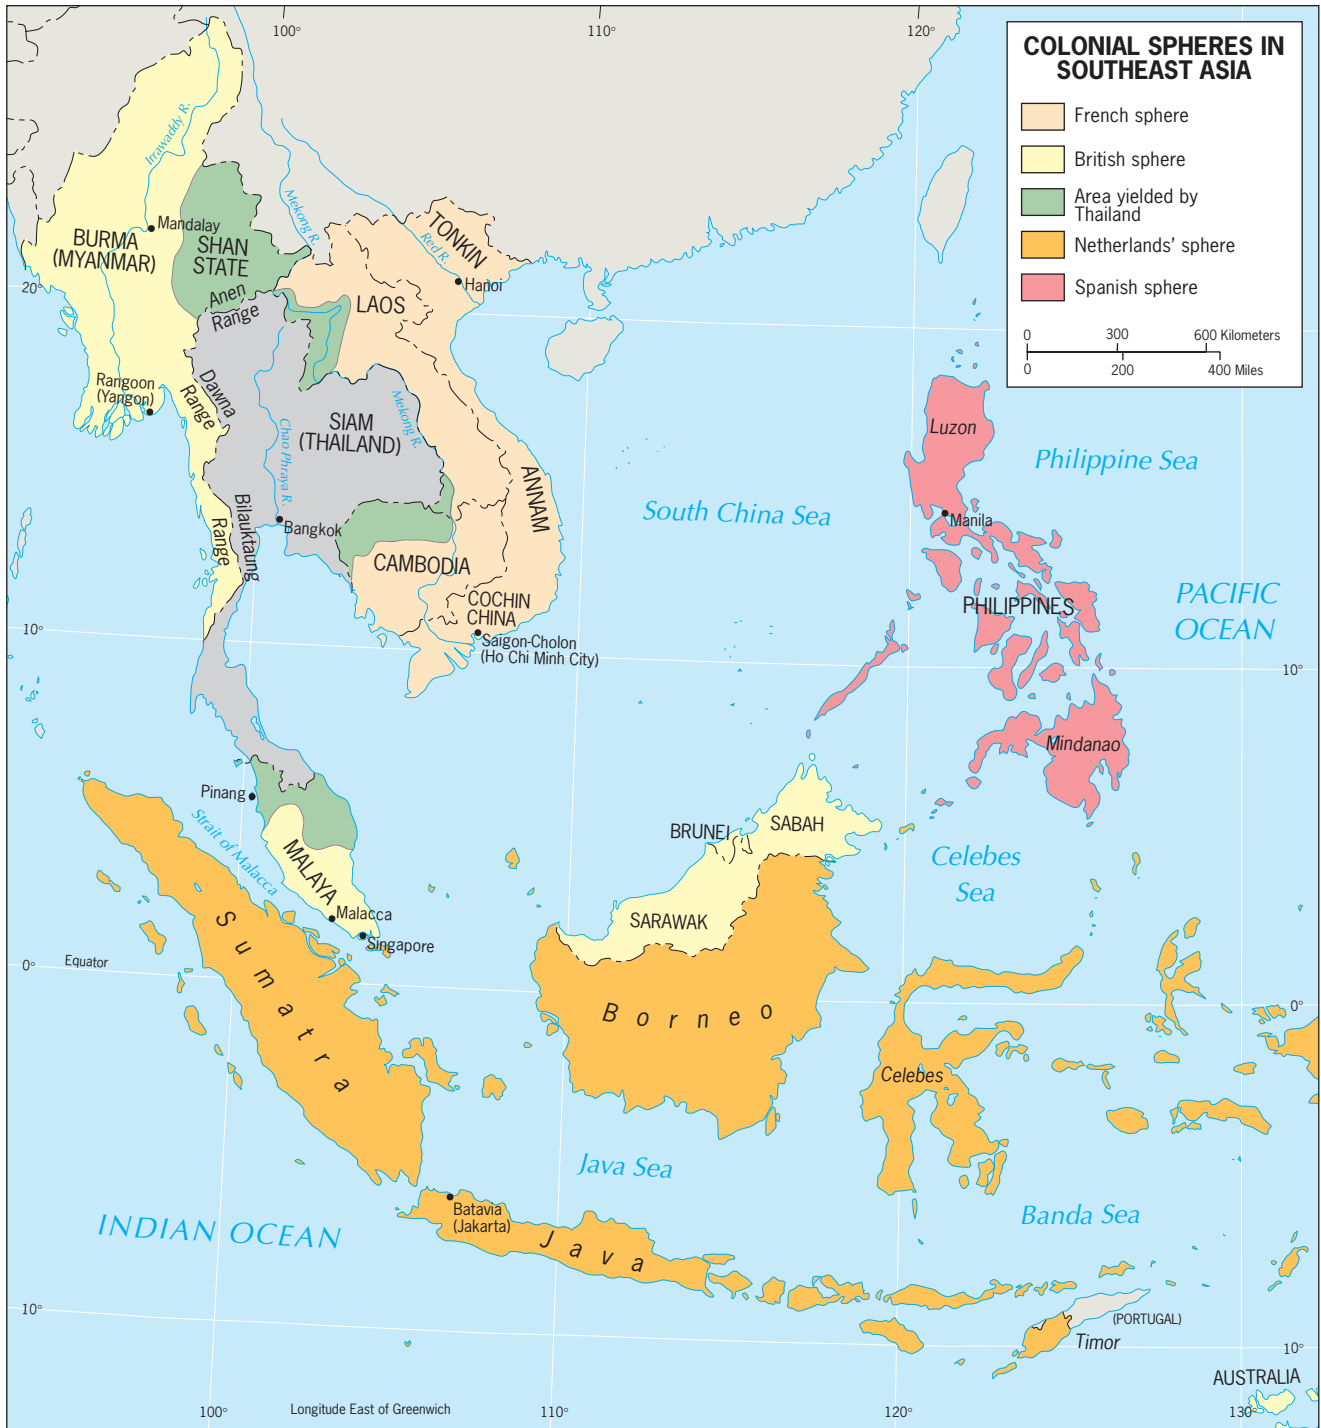 100°
110°
120°
COLONIAL SPHERES IN
SOUTHEAST ASIA
French sphere
British sphere
Area yielded by
Thailand
Netherlands' sphere
Spanish sphere
0
300
600 Kilometers
0
200
400 Miles
Irrawaddy R.
Mekong R.
Red R.
TONKIN
Mandalay
BURMA
(MYANMAR)
SHAN
STATE
Hanoi
20°
Anen
Range
LAOS
Rangoon
(Yangon)
Dawna
Range
Mekong R.
SIAM
(THAILAND)
Chao Phraya R.
Luzon
Philippine Sea
ANNAM
South China Sea
Bilauktaung
Range
Bangkok
Manila
CAMBODIA
COCHIN
CHINA
PHILIPPINES
PACIFIC
OCEAN
10°
Saigon-Cholon
(Ho Chi Minh City)
10°
Mindanao
Pinang
Strait of Malacca
BRUNEI
SABAH
MALAYA
Celebes
Sea
Malacca
SARAWAK
Singapore
Sumatra
0°
Equator
Borneo
0°
Celebes
Java Sea
Batavia
(Jakarta)
INDIAN OCEAN
Banda Sea
Java
10°
(PORTUGAL)
Timor
10°
AUSTRALIA
100°
Longitude East of Greenwich
110°
120°
130°